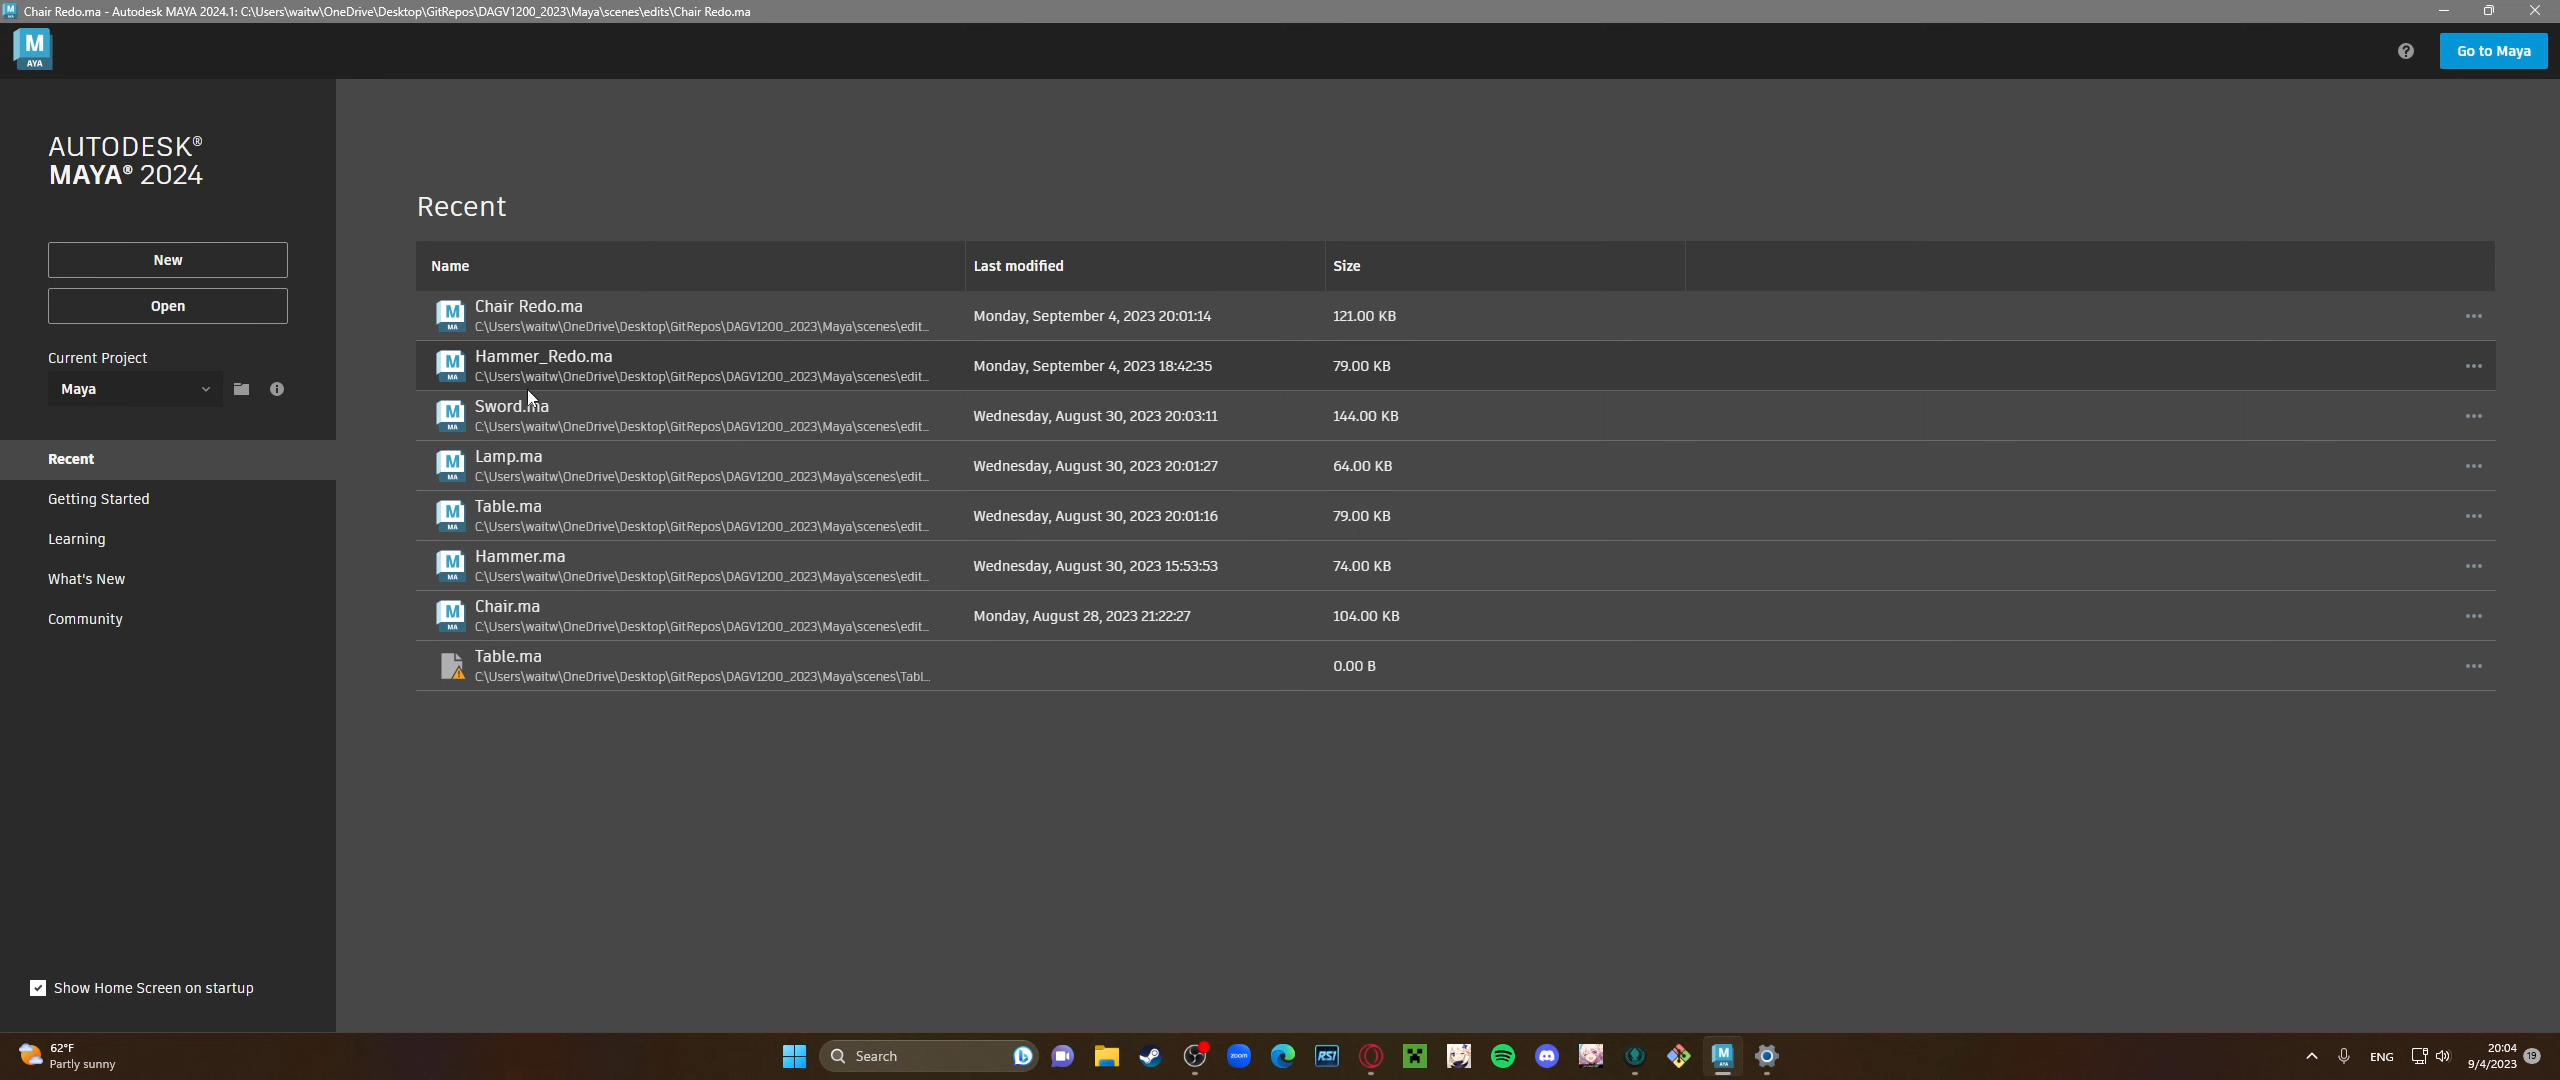 Chair Redo.ma - Autodesk MAYA 2024.1: C:\Users\waitw\OneDrive\Desktop\GitRepos\DAGV1200_2023\Maya\scenes\edits\Chair Redo.ma
M
AYA
Go to Maya
AUTODESK®
MAYA® 2024
New
Open
Current Project
Maya
Recent
Getting Started
Learning
What's New
Community
Show Home Screen on startup
Recent
Name Last modified Size
Chair Redo.ma
C:\Users\waitw\OneDrive\Desktop\GitRepos\DAGV1200_2023\Maya\scenes\edit...
Monday, September 4, 2023 20:01:14 121.00 KB
Hammer_Redo.ma
C:\Users\waitw\OneDrive\Desktop\GitRepos\DAGV1200_2023\Maya\scenes\edit...
Monday, September 4, 2023 18:42:35 79.00 KB
Sword.ma
C:\Users\waitw\OneDrive\Desktop\GitRepos\DAGV1200_2023\Maya\scenes\edit...
Wednesday, August 30, 2023 20:03:11 144.00 KB
Lamp.ma
C:\Users\waitw\OneDrive\Desktop\GitRepos\DAGV1200_2023\Maya\scenes\edit...
Wednesday, August 30, 2023 20:01:27 64.00 KB
Table.ma
C:\Users\waitw\OneDrive\Desktop\GitRepos\DAGV1200_2023\Maya\scenes\edit...
Wednesday, August 30, 2023 20:01:16 79.00 KB
Hammer.ma
C:\Users\waitw\OneDrive\Desktop\GitRepos\DAGV1200_2023\Maya\scenes\edit...
Wednesday, August 30, 2023 15:53:53 74.00 KB
Chair.ma
C:\Users\waitw\OneDrive\Desktop\GitRepos\DAGV1200_2023\Maya\scenes\edit...
Monday, August 28, 2023 21:22:27 104.00 KB
Table.ma
C:\Users\waitw\OneDrive\Desktop\GitRepos\DAGV1200_2023\Maya\scenes\Tabl...
0.00 B
62°F
Partly sunny
Search
zoom
RSI
ENG
20:04
9/4/2023
19